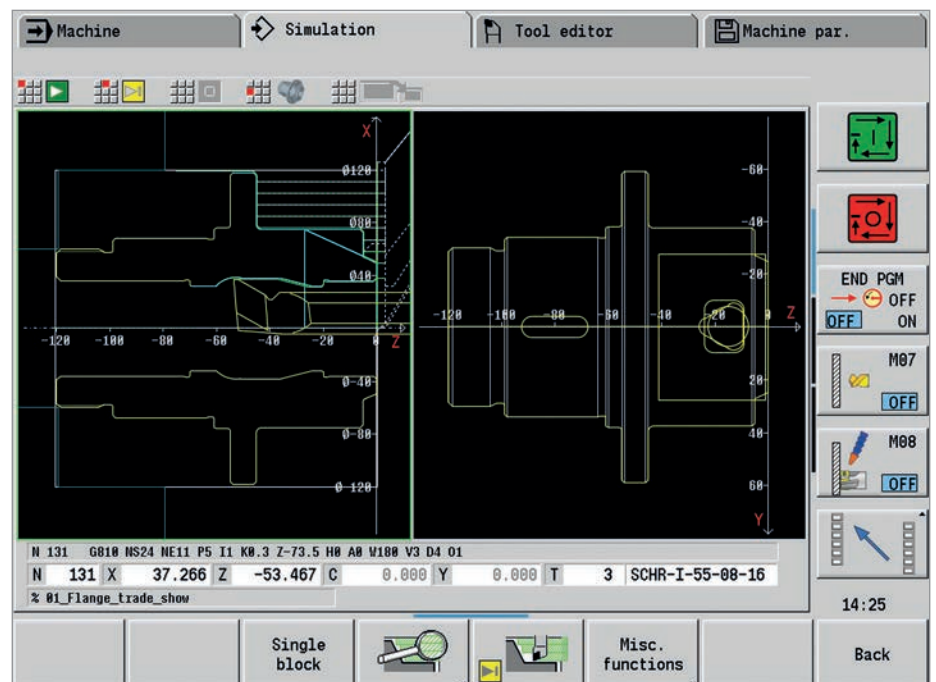 Machine Simulation Tool editor Machine par.
X
Ø120
Ø80
Ø40
-120 -100 -80 -60 -40 -20 0 Z
Ø-40
Ø-80
-60
-40
-20
-120 -100 -80 -60 -40 -20 0 Z
20
40
60
Y
END PGM
OFF
OFF ON
M07
OFF
M08
OFF
N 131 G810 NS24 NE11 P5 I1 K0.3 Z-73.5 H0 A0 W180 V3 D4 O1
N 131 X 37.266 Z -53.467 C 0.000 Y 0.000 T 3 SCHR-I-55-08-16
% 01_Flange_trade_show
14:25
Single block
Misc. functions
Back